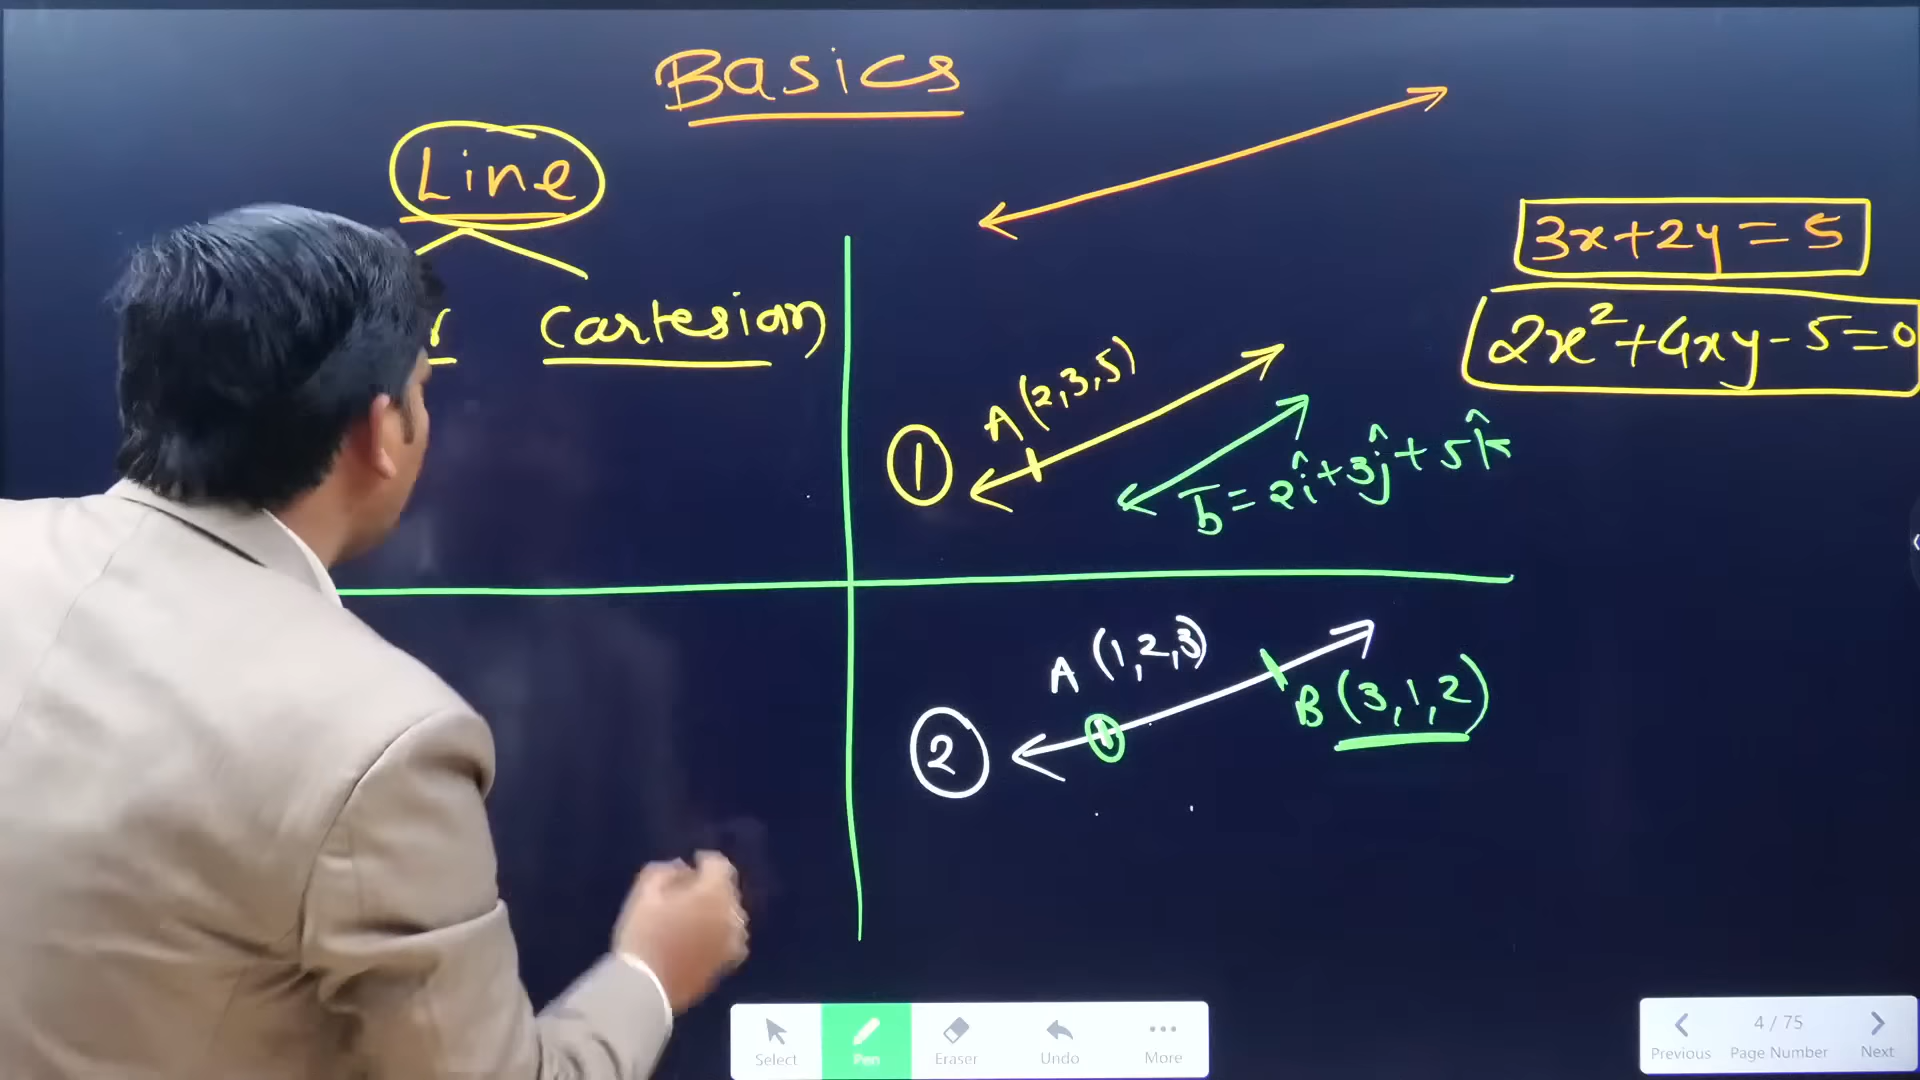 Basics
Line
Cartesian
3x+2y=5
2x²+4xy-5=0
1
A(2,3,5)
b̄=2î+3ĵ+5k̂
2
A(1,2,3)
B(3,1,2)
Select
Pen
Eraser
Undo
More
4 / 75
Previous
Page Number
Next